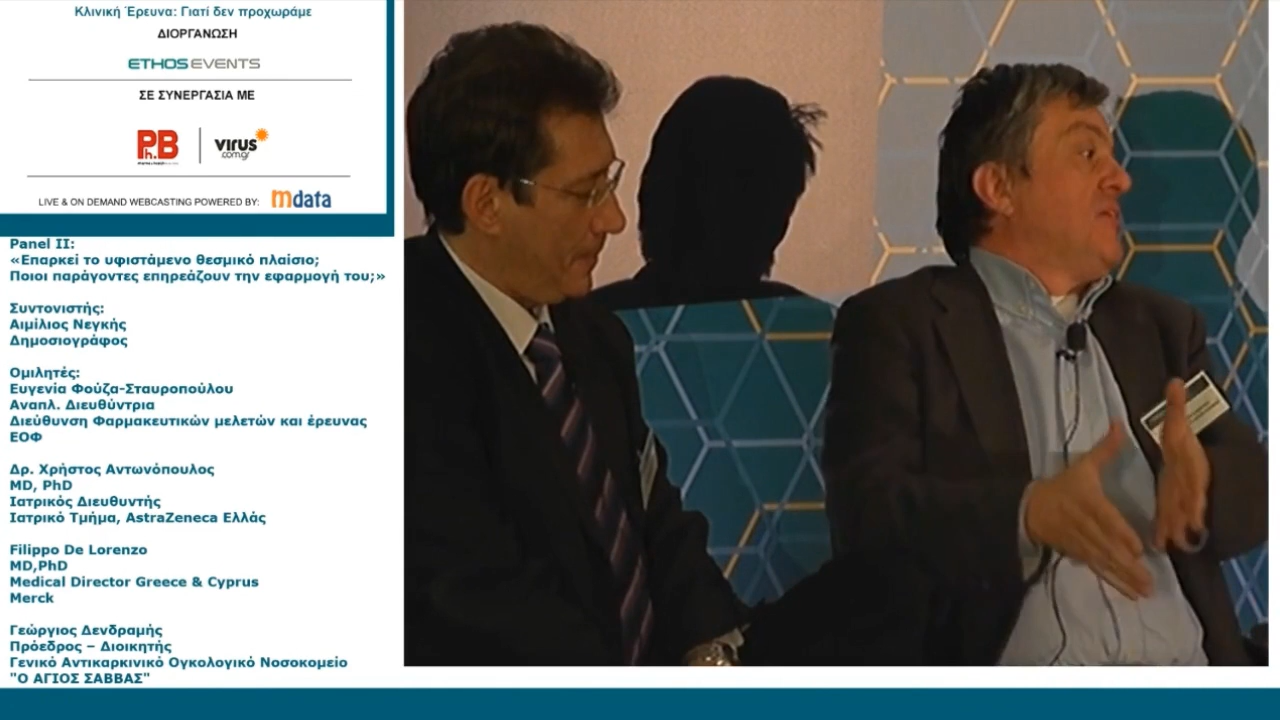 Κλινική Έρευνα: Γιατί δεν προχωράμε
ΔΙΟΡΓΑΝΩΣΗ
ETHOSEVENTS
ΣΕ ΣΥΝΕΡΓΑΣΙΑ ΜΕ
Ph.B
VIRUS
.com.gr
LIVE & ON DEMAND WEBCASTING POWERED BY: mdata
Panel II:
«Επαρκεί το υφιστάμενο θεσμικό πλαίσιο;
Ποιοι παράγοντες επηρεάζουν την εφαρμογή του;»
Συντονιστής:
Αιμίλιος Νεγκής
Δημοσιογράφος
Ομιλητές:
Ευγενία Φούζα-Σταυροπούλου
Αναπλ. Διευθύντρια
Διεύθυνση Φαρμακευτικών μελετών και έρευνας
ΕΟΦ
Δρ. Χρήστος Αντωνόπουλος
MD, PhD
Ιατρικός Διευθυντής
Ιατρικό Τμήμα, AstraZeneca Ελλάς
Filippo De Lorenzo
MD,PhD
Medical Director Greece & Cyprus
Merck
Γεώργιος Δενδραμής
Πρόεδρος – Διοικητής
Γενικό Αντικαρκινικό Ογκολογικό Νοσοκομείο
"Ο ΑΓΙΟΣ ΣΑΒΒΑΣ"